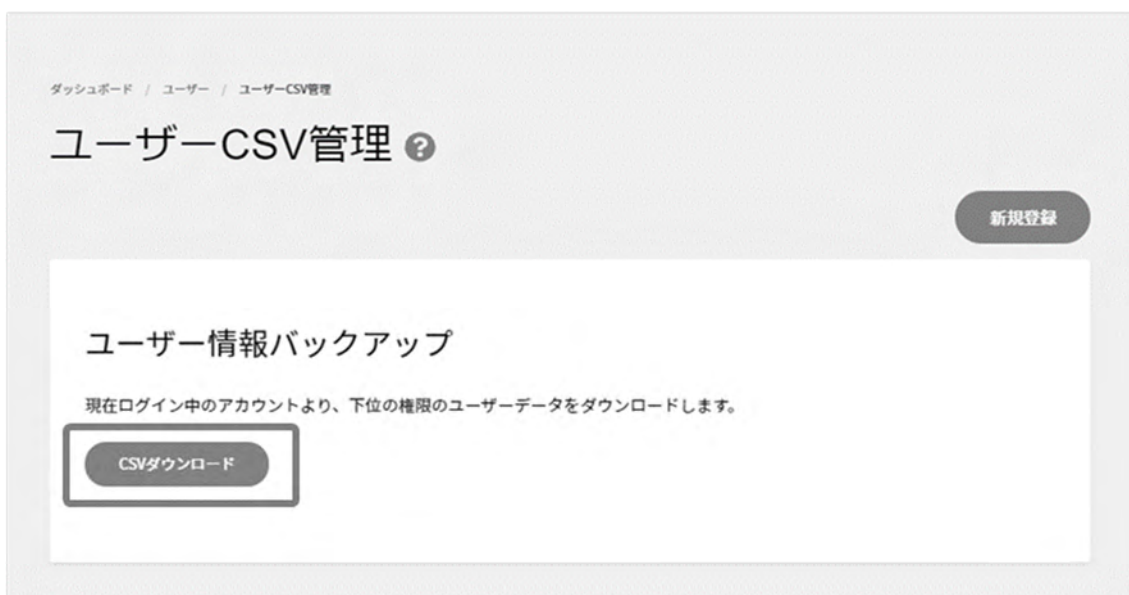 ダッシュボード / ユーザー / ユーザーCSV管理
ユーザーCSV管理 ?
新規登録
ユーザー情報バックアップ
現在ログイン中のアカウントより、下位の権限のユーザーデータをダウンロードします。
CSVダウンロード